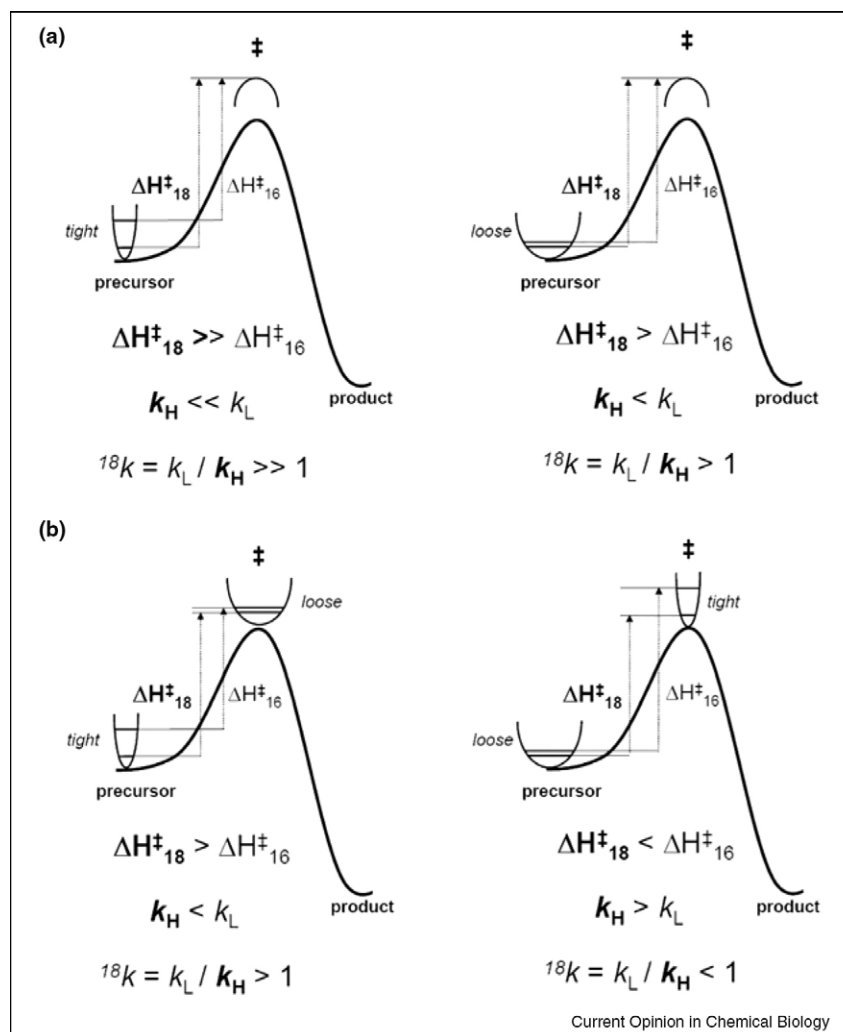 (a)
‡
ΔH‡18
ΔH‡16
tight
precursor
ΔH‡18 >> ΔH‡16
kH << kL
product
18k = kL / kH >> 1
‡
ΔH‡18
ΔH‡16
loose
precursor
ΔH‡18 > ΔH‡16
kH < kL
product
18k = kL / kH > 1
(b)
‡
loose
ΔH‡18
ΔH‡16
tight
precursor
ΔH‡18 > ΔH‡16
kH < kL
product
18k = kL / kH > 1
‡
tight
ΔH‡18
ΔH‡16
loose
precursor
ΔH‡18 < ΔH‡16
kH > kL
product
18k = kL / kH < 1
Current Opinion in Chemical Biology